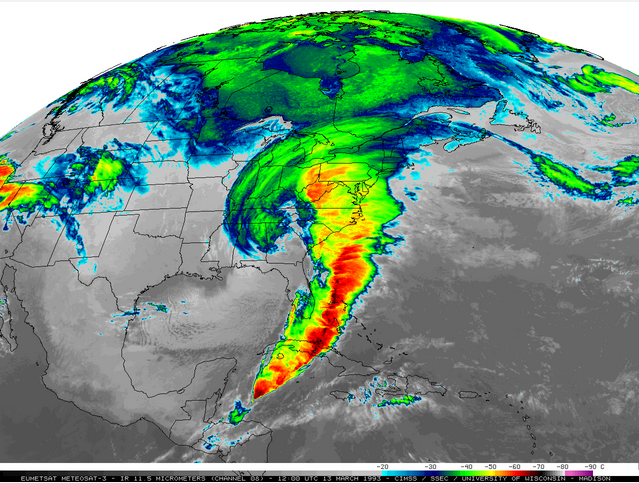 -20 -30 -40 -50 -60 -70 -80 -90 C
EUMETSAT METEOSAT-3 - IR 11.5 MICROMETERS (CHANNEL 08) - 12:00 UTC 13 MARCH 1993 - CIMSS / SSEC / UNIVERSITY OF WISCONSIN - MADISON